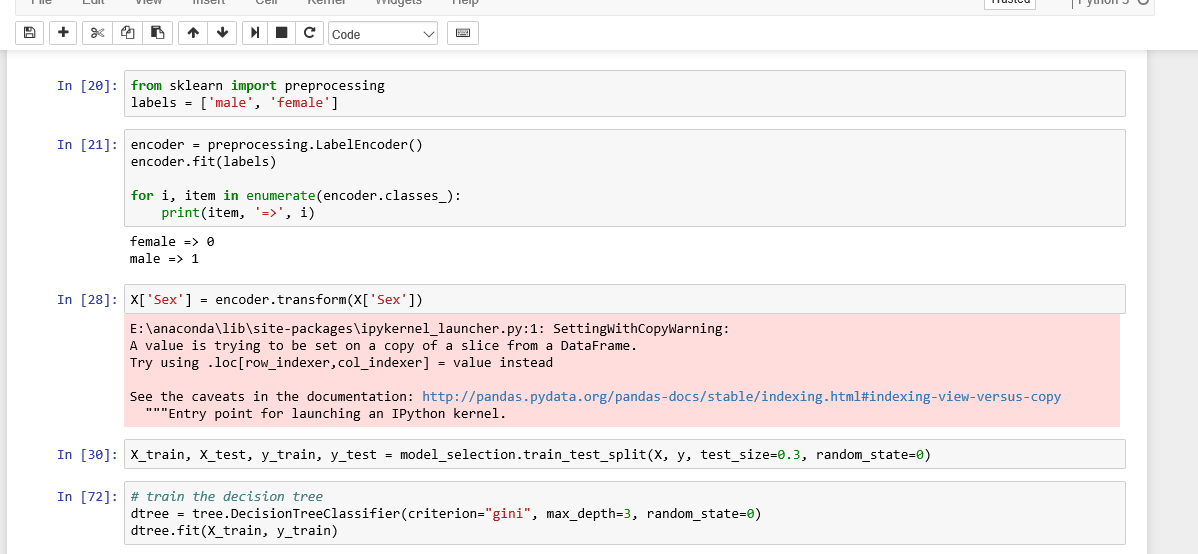 File Edit View Insert Cell Kernel Widgets Help Trusted Python 3
Code
In [20]: from sklearn import preprocessing
labels = ['male', 'female']
In [21]: encoder = preprocessing.LabelEncoder()
encoder.fit(labels)
for i, item in enumerate(encoder.classes_):
    print(item, '=>', i)
female => 0
male => 1
In [28]: X['Sex'] = encoder.transform(X['Sex'])
E:\anaconda\lib\site-packages\ipykernel_launcher.py:1: SettingWithCopyWarning:
A value is trying to be set on a copy of a slice from a DataFrame.
Try using .loc[row_indexer,col_indexer] = value instead
See the caveats in the documentation: http://pandas.pydata.org/pandas-docs/stable/indexing.html#indexing-view-versus-copy
  """Entry point for launching an IPython kernel.
In [30]: X_train, X_test, y_train, y_test = model_selection.train_test_split(X, y, test_size=0.3, random_state=0)
In [72]: # train the decision tree
dtree = tree.DecisionTreeClassifier(criterion="gini", max_depth=3, random_state=0)
dtree.fit(X_train, y_train)